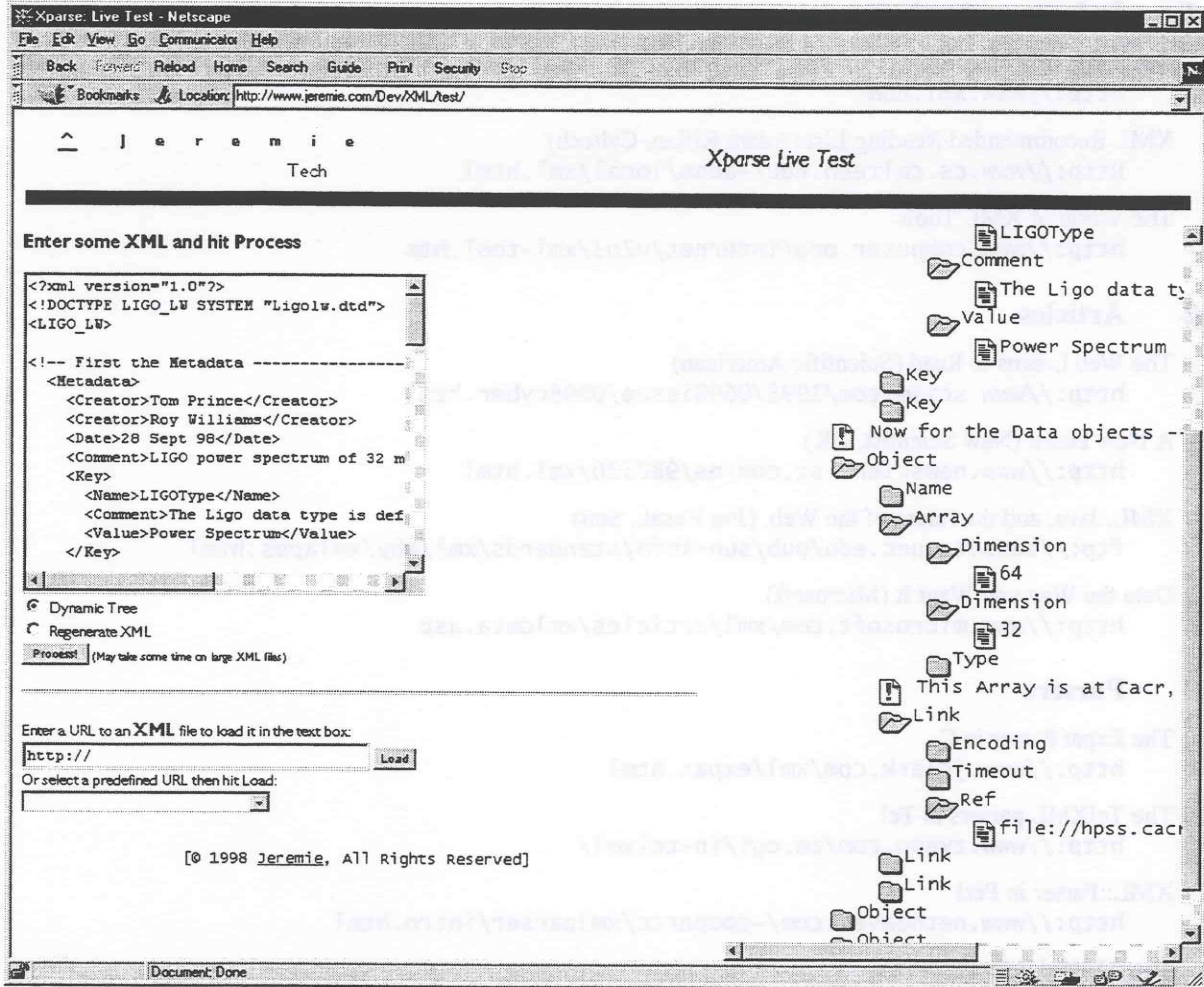 Xparse: Live Test - Netscape
File Edit View Go Communicator Help
Back Forward Reload Home Search Guide Print Security Stop
Bookmarks Location: http://www.jeremie.com/Dev/XML/test/
^ J e r e m i e
Tech
Xparse Live Test
Enter some XML and hit Process
<?xml version="1.0"?>
<!DOCTYPE LIGO_LW SYSTEM "Ligolw.dtd">
<LIGO_LW>
<!-- First the Metadata ----------------
<Metadata>
<Creator>Tom Prince</Creator>
<Creator>Roy Williams</Creator>
<Date>28 Sept 98</Date>
<Comment>LIGO power spectrum of 32 m
<Key>
<Name>LIGOType</Name>
<Comment>The Ligo data type is def
<Value>Power Spectrum</Value>
</Key>
Dynamic Tree
Regenerate XML
Process! (May take some time on large XML files)
Enter a URL to an XML file to load it in the text box:
http://
Load
Or select a predefined URL then hit Load:
[© 1998 Jeremie, All Rights Reserved]
LIGOType
Comment
The Ligo data ty
Value
Power Spectrum
Key
Key
Now for the Data objects --
Object
Name
Array
Dimension
64
Dimension
32
Type
This Array is at Cacr,
Link
Encoding
Timeout
Ref
file://hpss.cacr
Link
Link
Object
Object
Document: Done